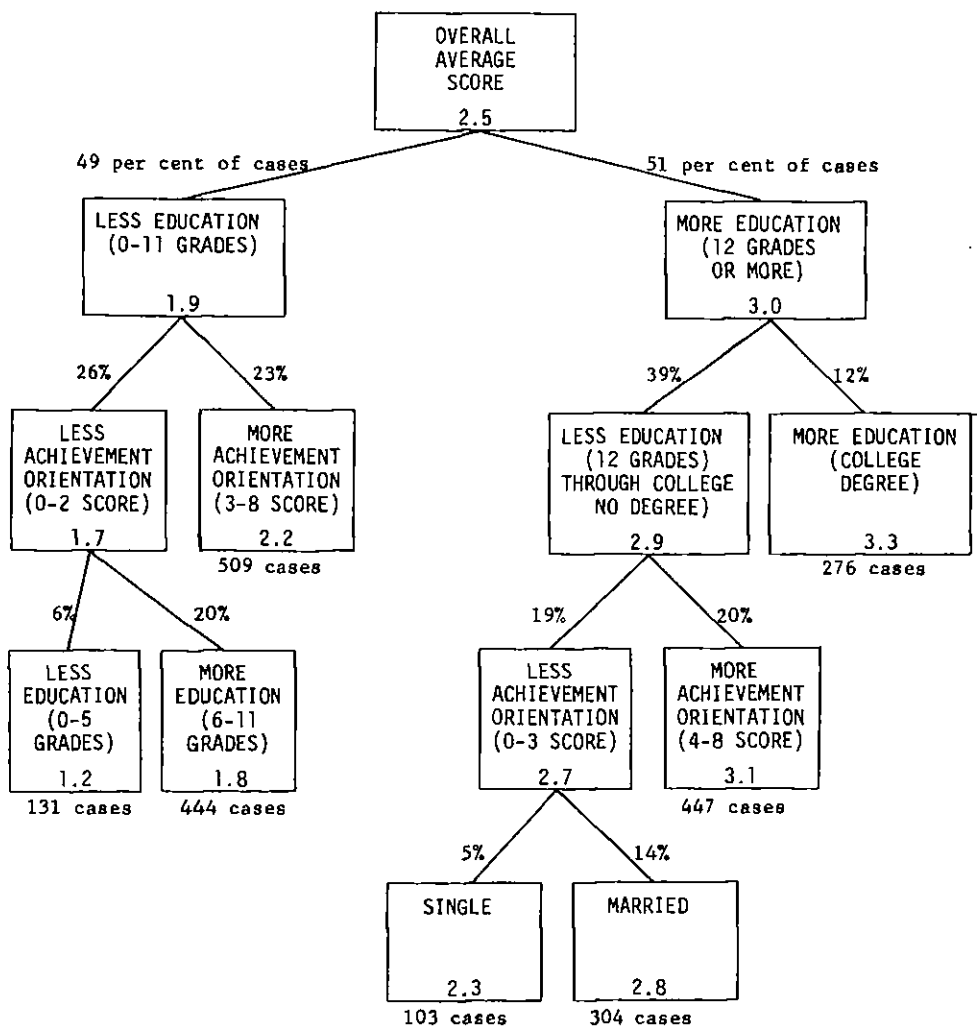 OVERALL
AVERAGE
SCORE
2.5
49 per cent of cases
51 per cent of cases
LESS EDUCATION
(0-11 GRADES)
1.9
MORE EDUCATION
(12 GRADES
OR MORE)
3.0
26%
23%
39%
12%
LESS
ACHIEVEMENT
ORIENTATION
(0-2 SCORE)
1.7
MORE
ACHIEVEMENT
ORIENTATION
(3-8 SCORE)
2.2
509 cases
LESS EDUCATION
(12 GRADES)
THROUGH COLLEGE
NO DEGREE)
2.9
MORE EDUCATION
(COLLEGE
DEGREE)
3.3
276 cases
6%
20%
19%
20%
LESS
EDUCATION
(0-5
GRADES)
1.2
131 cases
MORE
EDUCATION
(6-11
GRADES)
1.8
444 cases
LESS
ACHIEVEMENT
ORIENTATION
(0-3 SCORE)
2.7
MORE
ACHIEVEMENT
ORIENTATION
(4-8 SCORE)
3.1
447 cases
5%
14%
SINGLE
2.3
103 cases
MARRIED
2.8
304 cases